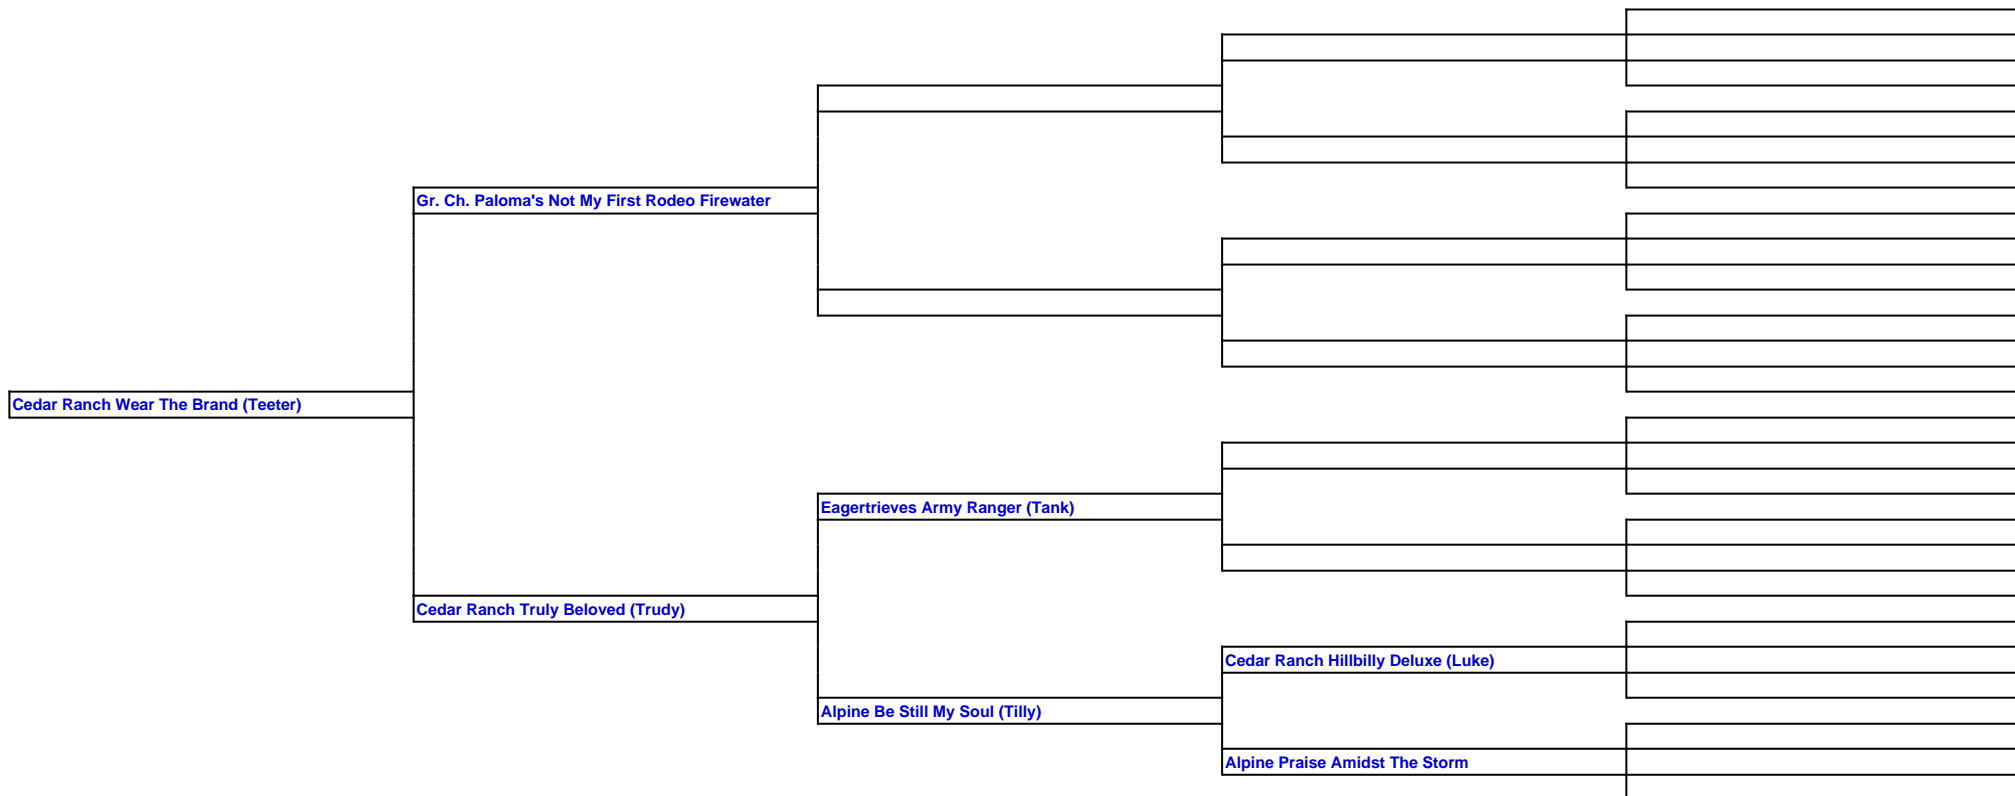 Gr. Ch. Paloma's Not My First Rodeo Firewater
Cedar Ranch Wear The Brand (Teeter)
Eagertrieves Army Ranger (Tank)
Cedar Ranch Truly Beloved (Trudy)
Cedar Ranch Hillbilly Deluxe (Luke)
Alpine Be Still My Soul (Tilly)
Alpine Praise Amidst The Storm